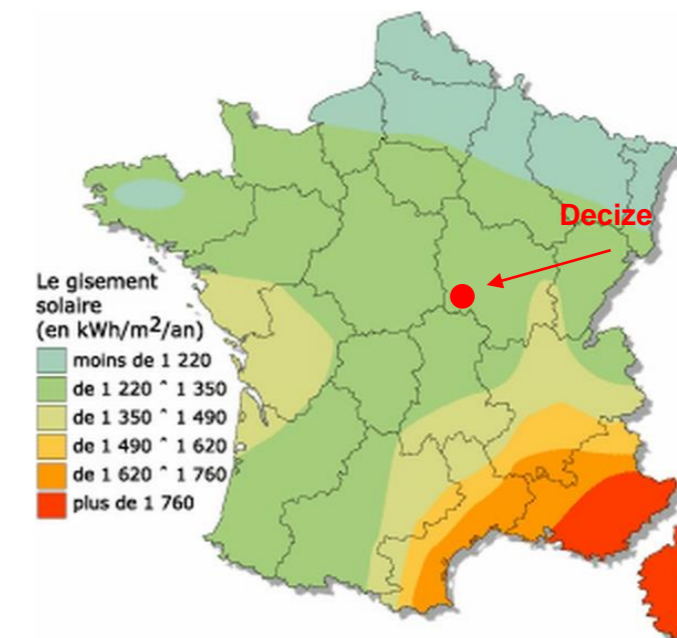 Decize
Le gisement
solaire
(en kWh/m²/an)
moins de 1 220
de 1 220 ˆ 1 350
de 1 350 ˆ 1 490
de 1 490 ˆ 1 620
de 1 620 ˆ 1 760
plus de 1 760